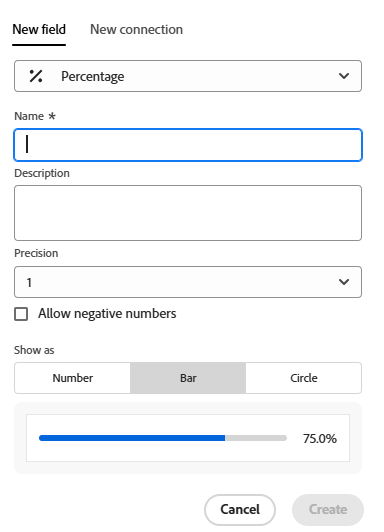 New field New connection
Percentage
Name *
Description
Precision
1
Allow negative numbers
Show as
Number Bar Circle
75.0%
Cancel Create